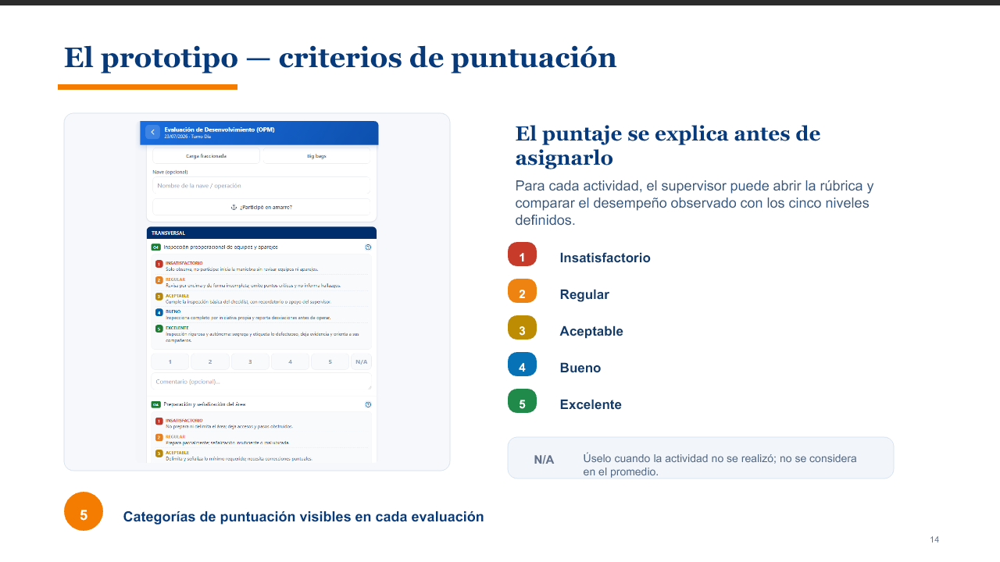 El prototipo — criterios de puntuación
Evaluación de Desenvolvimiento (OPM)
23/07/2026 · Turno Día
Carga fraccionada
Big bags
Nave (opcional)
Nombre de la nave / operación
¿Participó en amarre?
TRANSVERSAL
O4 Inspección preoperacional de equipos y aparejos
1 INSATISFACTORIO
Solo observa, no participa; inicia la maniobra sin revisar equipos ni aparejos.
2 REGULAR
Revisa por encima y de forma incompleta; omite puntos críticos y no informa hallazgos.
3 ACEPTABLE
Cumple la inspección básica del checklist, con recordatorio o apoyo del supervisor.
4 BUENO
Inspecciona completo por iniciativa propia y reporta desviaciones antes de operar.
5 EXCELENTE
Inspección rigurosa y autónoma: segrega y etiqueta lo defectuoso, deja evidencia y orienta a sus
compañeros.
1 2 3 4 5 N/A
Comentario (opcional)...
O4 Preparación y señalización del área
1 INSATISFACTORIO
No prepara ni delimita el área; deja accesos y pasos obstruidos.
2 REGULAR
Prepara parcialmente; señalización insuficiente o mal ubicada.
3 ACEPTABLE
Delimita y señaliza lo mínimo requerido; necesita correcciones puntuales.
El puntaje se explica antes de
asignarlo
Para cada actividad, el supervisor puede abrir la rúbrica y
comparar el desempeño observado con los cinco niveles
definidos.
1 Insatisfactorio
2 Regular
3 Aceptable
4 Bueno
5 Excelente
N/A Úselo cuando la actividad no se realizó; no se considera
en el promedio.
5 Categorías de puntuación visibles en cada evaluación
14